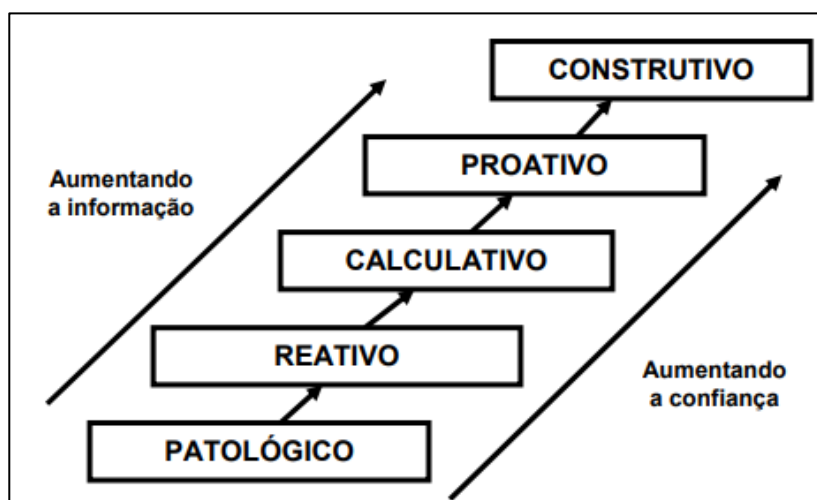 CONSTRUTIVO
PROATIVO
Aumentando
a informação
CALCULATIVO
REATIVO
Aumentando
a confiança
PATOLÓGICO